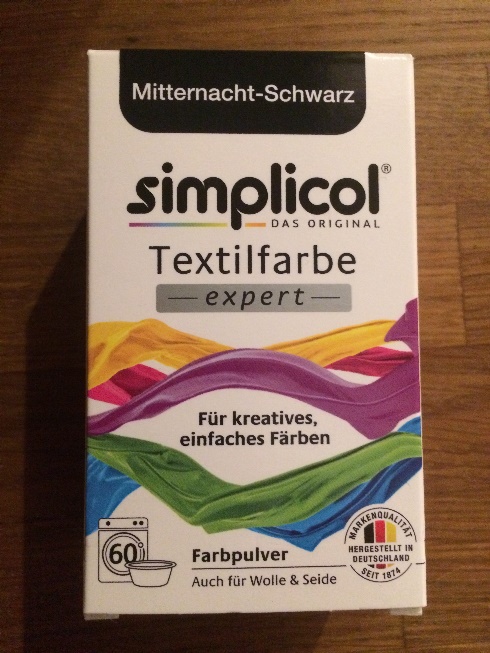 Mitternacht-Schwarz
simplicol®
DAS ORIGINAL
Textilfarbe
expert
Für kreatives,
einfaches Färben
60
Farbpulver
Auch für Wolle & Seide
MARKENQUALITÄT
HERGESTELLT IN
DEUTSCHLAND
SEIT 1874